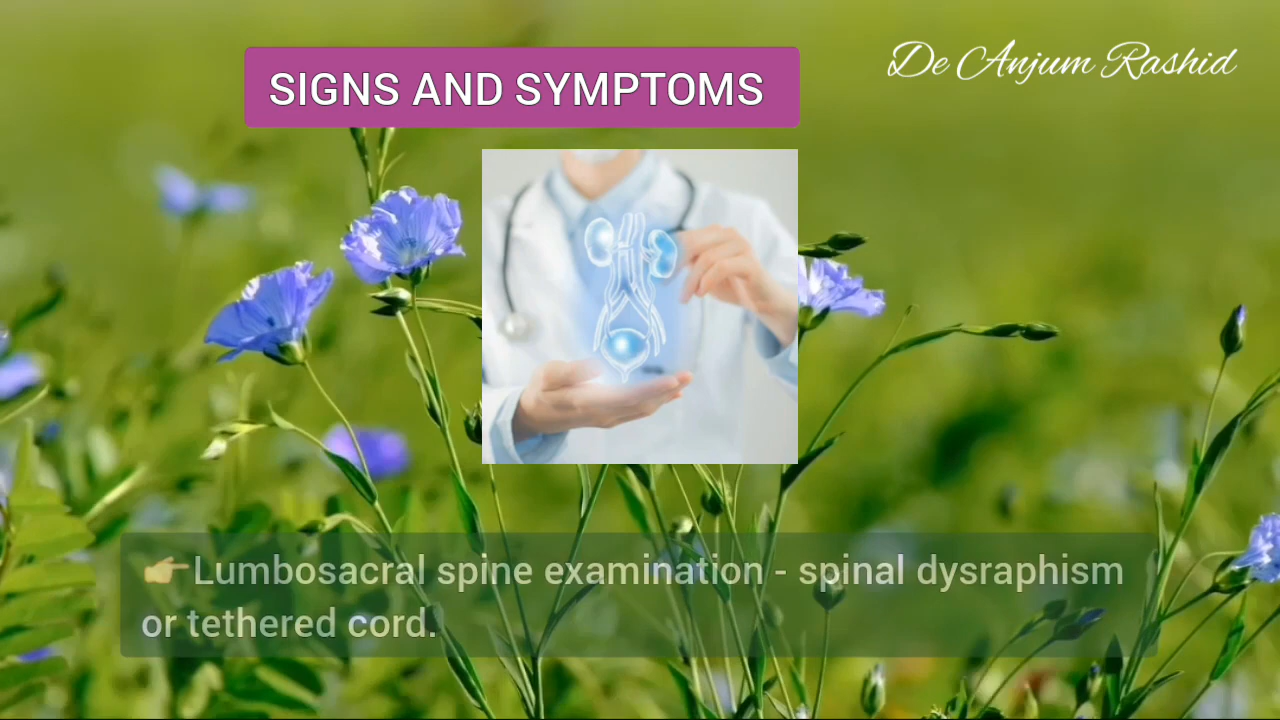 SIGNS AND SYMPTOMS
De Anjum Rashid
👉Lumbosacral spine examination - spinal dysraphism
or tethered cord.